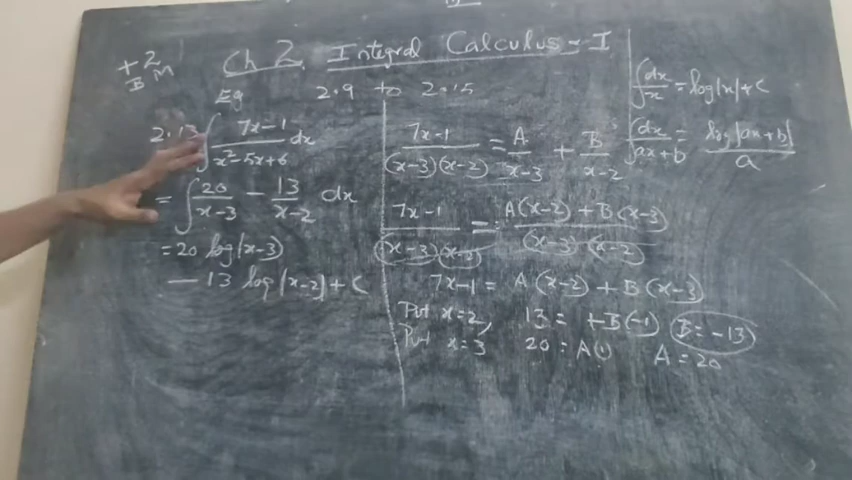 +2
BM
Ch 2. Integral Calculus - I
Eg 2.9 to 2.15
∫ dx/x = log|x| + C
∫ dx/ax+b = log|ax+b|/a
2.13 ∫ 7x-1/x²-5x+6 dx
= ∫ 20/x-3 - 13/x-2 dx
= 20 log(x-3)
- 13 log(x-2) + C
7x-1/(x-3)(x-2) = A/x-3 + B/x-2
7x-1/(x-3)(x-2) = A(x-2) + B(x-3)/(x-3)(x-2)
7x-1 = A(x-2) + B(x-3)
Put x=2, 13 = +B(-1) B=-13
Put x=3 20 = A(1) A=20